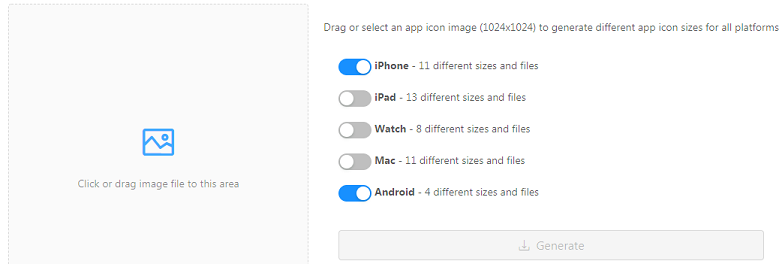 Drag or select an app icon image (1024x1024) to generate different app icon sizes for all platforms
iPhone - 11 different sizes and files
iPad - 13 different sizes and files
Watch - 8 different sizes and files
Mac - 11 different sizes and files
Android - 4 different sizes and files
Click or drag image file to this area
Generate